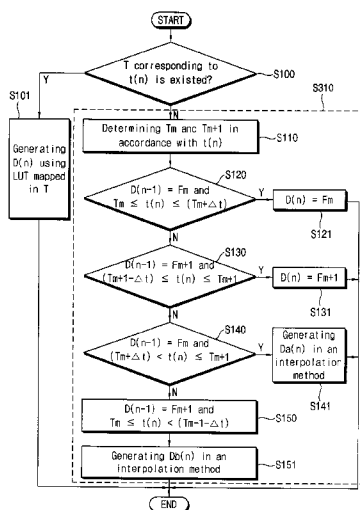 START
T corresponding to
t(n) is existed?
S100
Y
S101
S310
N
Generating
D(n) using
LUT mapped
in T
Determining Tm and Tm+1 in
accordance with t(n)
S110
S120
D(n-1) = Fm and
Tm ≤ t(n) ≤ (Tm+△t)
Y
D(n) = Fm
S121
N
S130
D(n-1) = Fm+1 and
(Tm+1-△t) ≤ t(n) ≤ Tm+1
Y
D(n) = Fm+1
S131
N
S140
D(n-1) = Fm and
(Tm+△t) < t(n) ≤ Tm+1
Y
Generating
Da(n) in an
interpolation
method
S141
N
D(n-1) = Fm+1 and
Tm ≤ t(n) < (Tm-1-△t)
S150
Generating Db(n) in an
interpolation method
S151
END